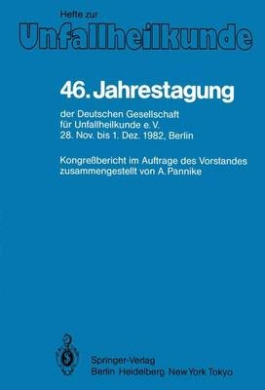 Hefte zur
Unfallheilkunde
46. Jahrestagung
der Deutschen Gesellschaft
für Unfallheilkunde e.V.
28. Nov. bis 1. Dez. 1982, Berlin
Kongreßbericht im Auftrage des Vorstandes
zusammengestellt von A. Pannike
Springer-Verlag
Berlin Heidelberg New York Tokyo